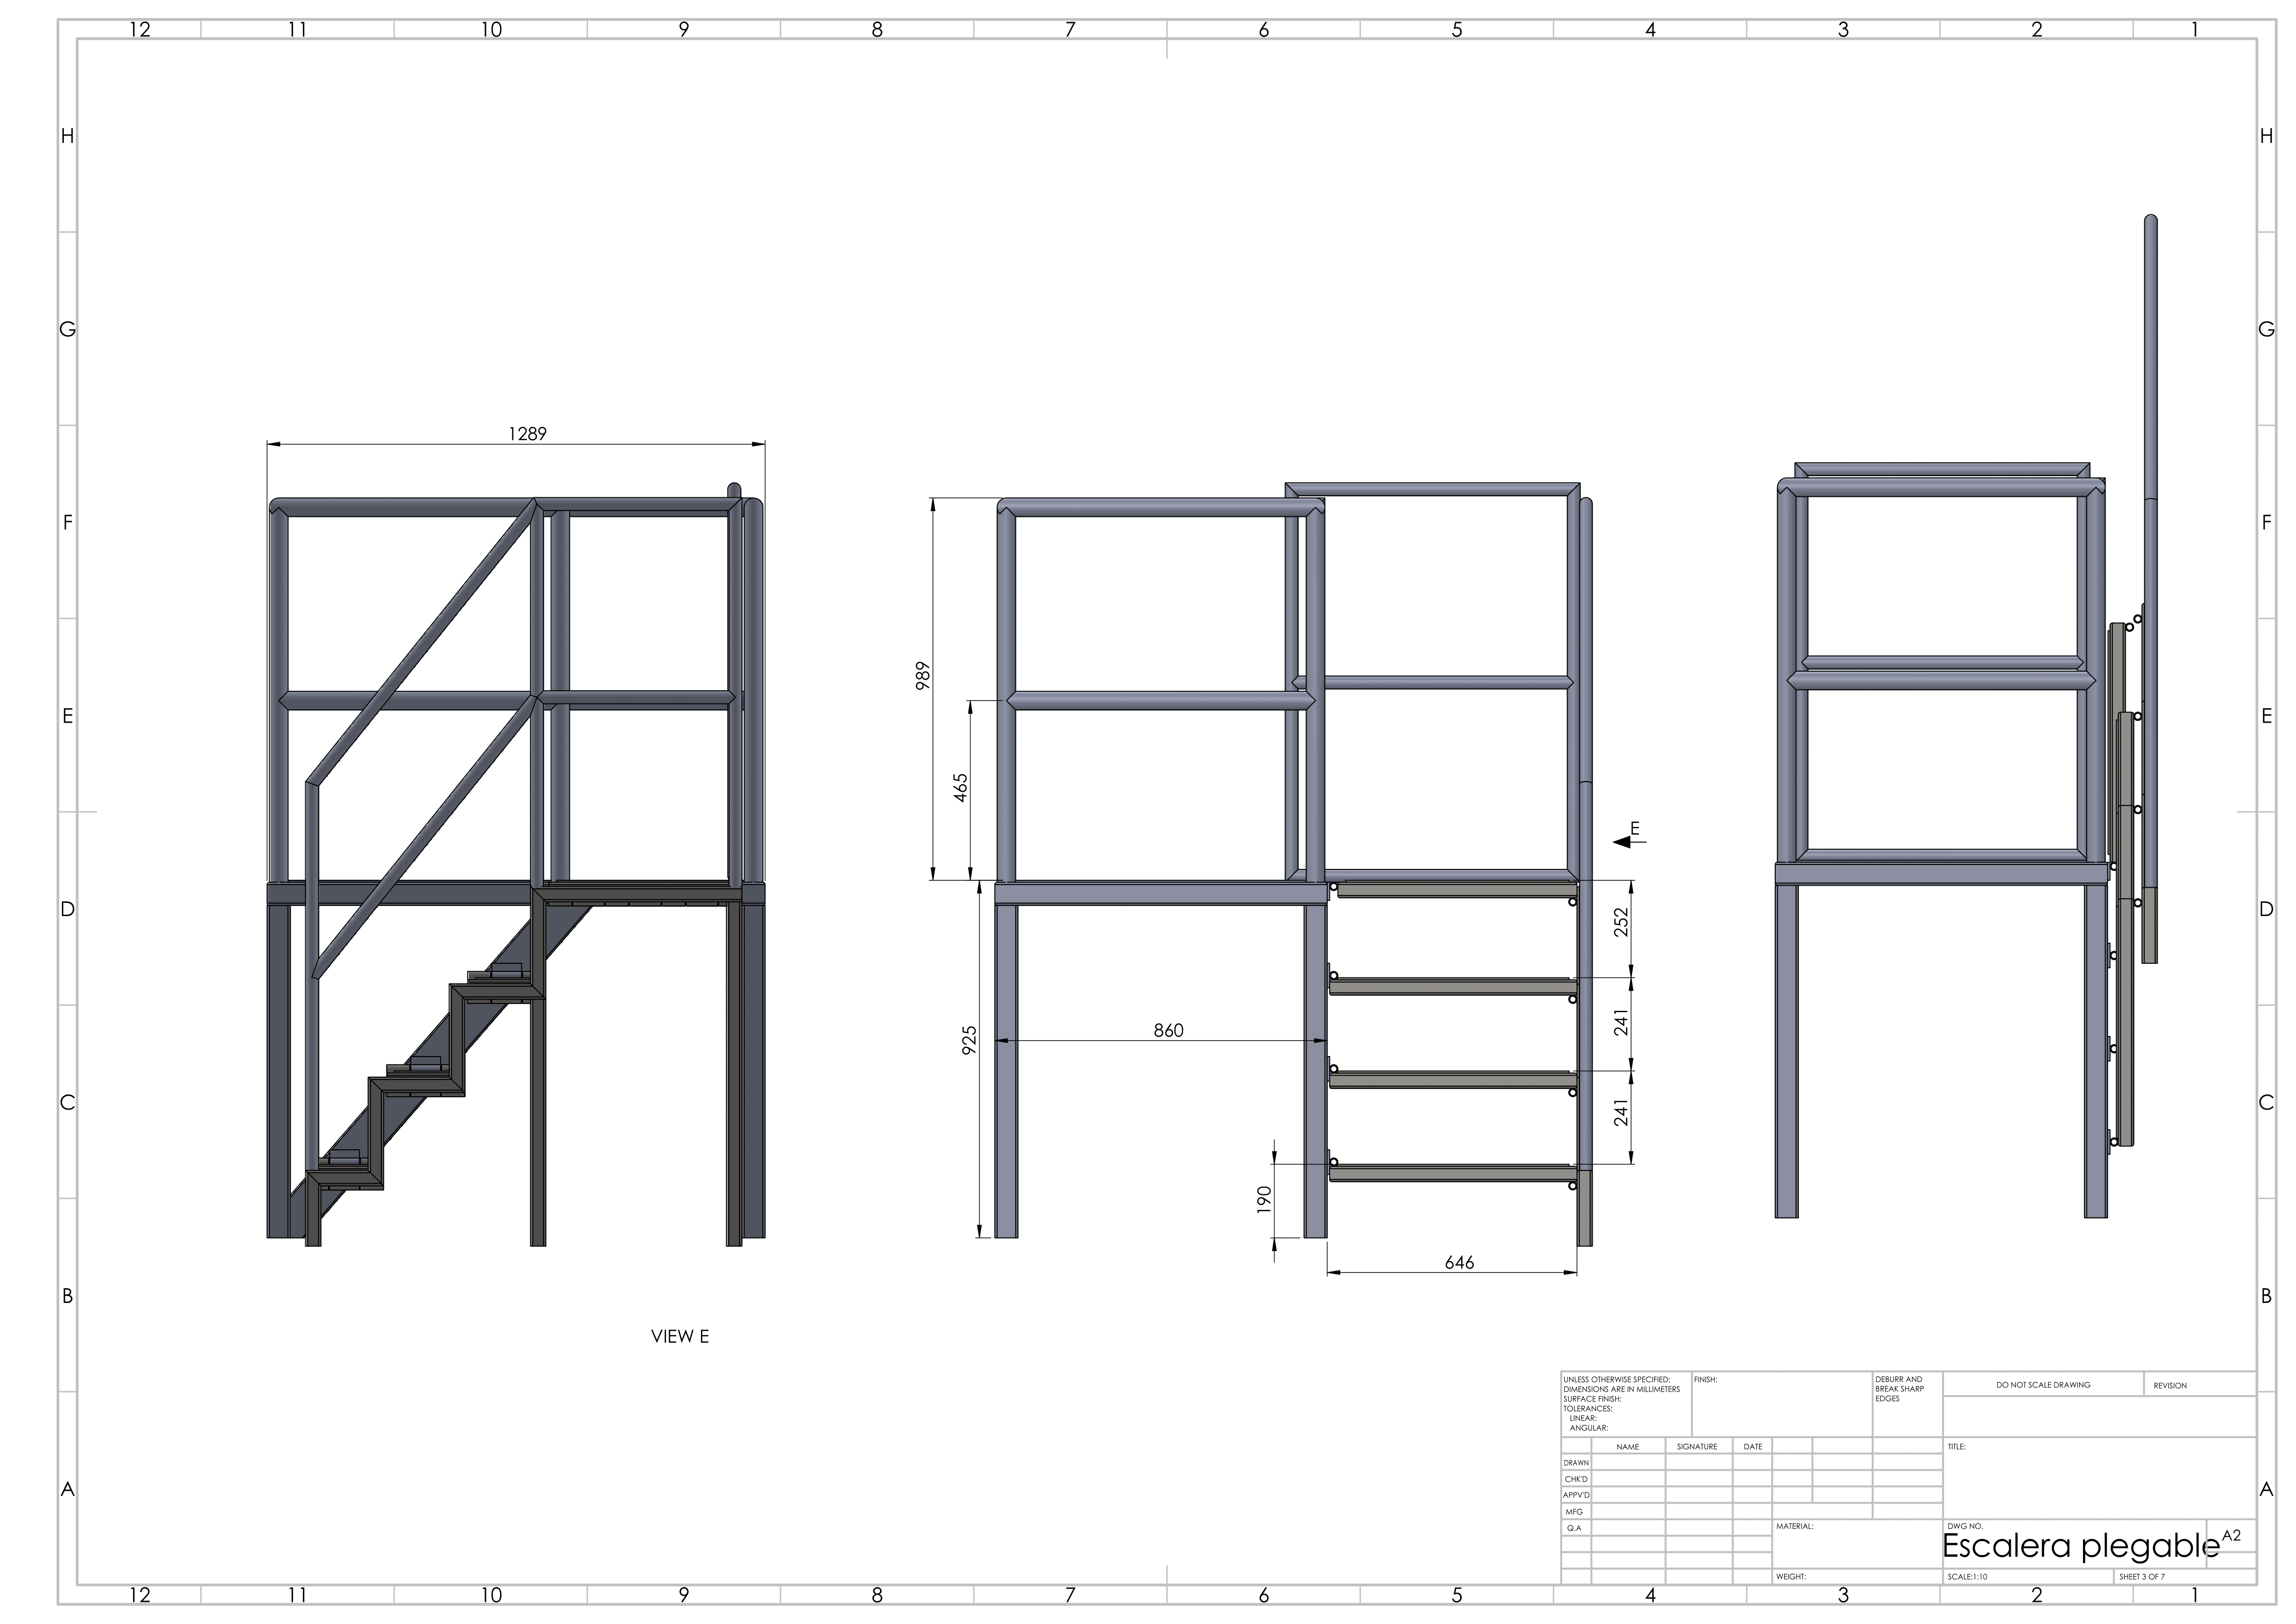 12 11 10 9 8 7 6 5 4 3 2 1
H H
G G
1289
F F
989
E E
465
E
D D
252
925
860
241
C C
241
190
646
B B
VIEW E
UNLESS OTHERWISE SPECIFIED:
DIMENSIONS ARE IN MILLIMETERS
SURFACE FINISH:
TOLERANCES:
LINEAR:
ANGULAR:
FINISH:
DEBURR AND
BREAK SHARP
EDGES
DO NOT SCALE DRAWING
REVISION
NAME SIGNATURE DATE
TITLE:
DRAWN
CHK'D
APPV'D
MFG
Q.A
A A
MATERIAL:
DWG NO.
Escalera plegable
A2
WEIGHT:
SCALE:1:10
SHEET 3 OF 7
12 11 10 9 8 7 6 5 4 3 2 1